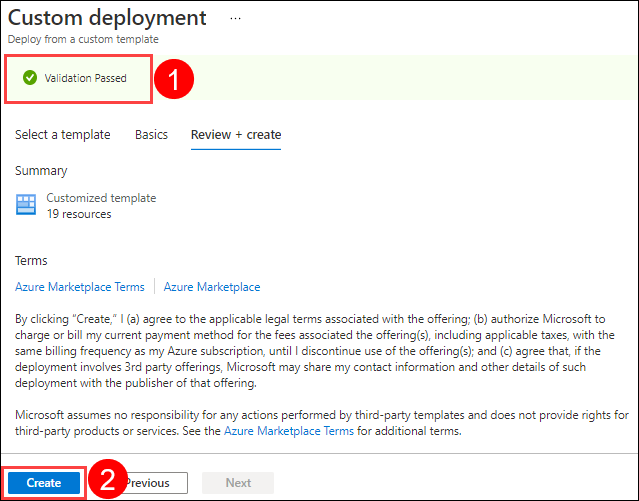 Custom deployment ...
Deploy from a custom template
Validation Passed
1
Select a template Basics Review + create
Summary
Customized template
19 resources
Terms
Azure Marketplace Terms Azure Marketplace
By clicking “Create,” I (a) agree to the applicable legal terms associated with the offering; (b) authorize Microsoft to
charge or bill my current payment method for the fees associated the offering(s), including applicable taxes, with the
same billing frequency as my Azure subscription, until I discontinue use of the offering(s); and (c) agree that, if the
deployment involves 3rd party offerings, Microsoft may share my contact information and other details of such
deployment with the publisher of that offering.
Microsoft assumes no responsibility for any actions performed by third-party templates and does not provide rights for
third-party products or services. See the Azure Marketplace Terms for additional terms.
Create 2 Previous Next